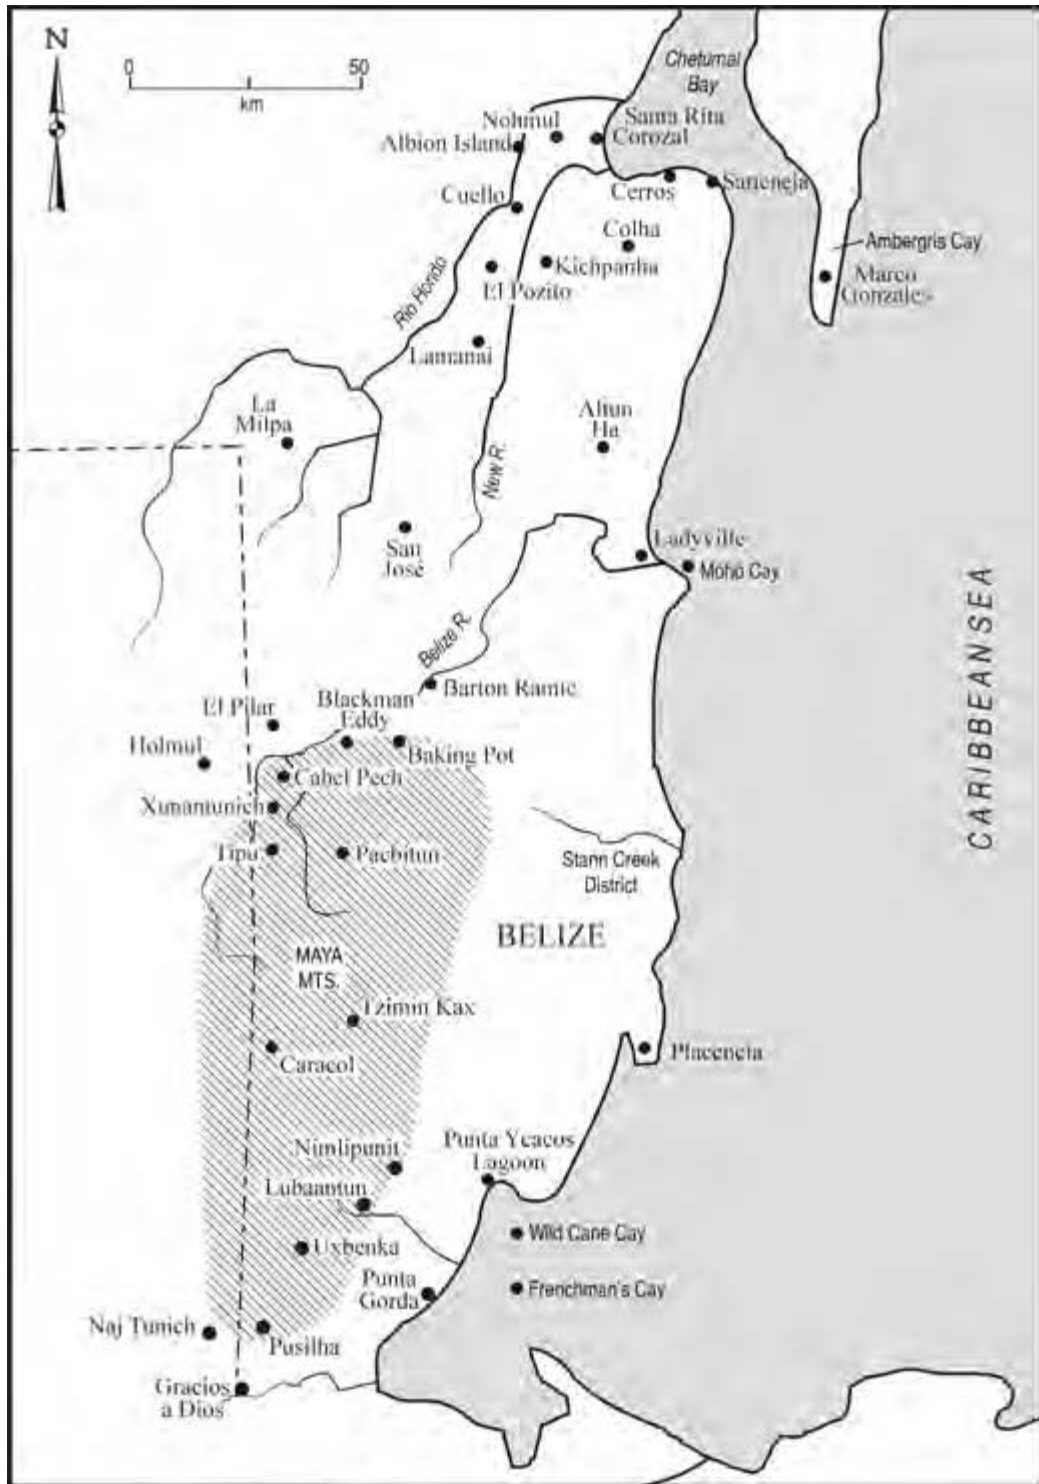 N
0 50
km
Chetumal
Bay
Nohmul
Santa Rita
Corozal
Albion Island
Cerros
Sarteneja
Cuello
Colha
Ambergris Cay
Kichpanha
Marco
Gonzales
El Pozito
Rio Hondo
Lamanai
La
Milpa
Altun
Ha
New R.
San
José
Ladyville
Moho Cay
CARIBBEAN SEA
Belize R.
Barton Ramie
El Pilar
Blackman
Eddy
Holmul
Baking Pot
Cahel Pech
Xunantunich
Tipu
Pacbitun
Stann Creek
District
BELIZE
MAYA
MTS.
Tzimin Kax
Caracol
Placencia
Nimlipunit
Punta Ycacos
Lagoon
Lubaantun
Wild Cane Cay
Uxbenka
Punta
Gorda
Frenchman's Cay
Naj Tunich
Pusilha
Gracios
a Dios